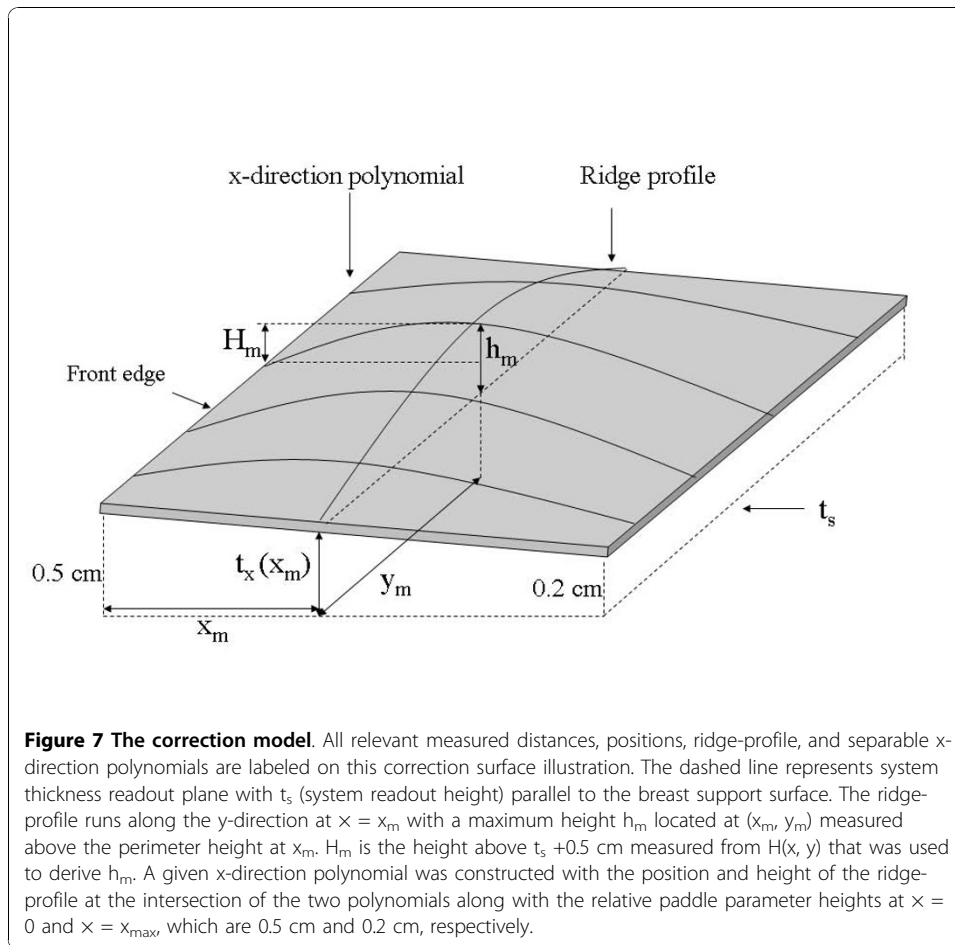 x-direction polynomial
Ridge profile
H_m
h_m
Front edge
t_s
0.5 cm
t_x(x_m)
y_m
0.2 cm
x_m
Figure 7 The correction model. All relevant measured distances, positions, ridge-profile, and separable x-
direction polynomials are labeled on this correction surface illustration. The dashed line represents system
thickness readout plane with t_s (system readout height) parallel to the breast support surface. The ridge-
profile runs along the y-direction at × = x_m with a maximum height h_m located at (x_m, y_m) measured
above the perimeter height at x_m. H_m is the height above t_s +0.5 cm measured from H(x, y) that was used
to derive h_m. A given x-direction polynomial was constructed with the position and height of the ridge-
profile at the intersection of the two polynomials along with the relative paddle parameter heights at × =
0 and × = x_max, which are 0.5 cm and 0.2 cm, respectively.